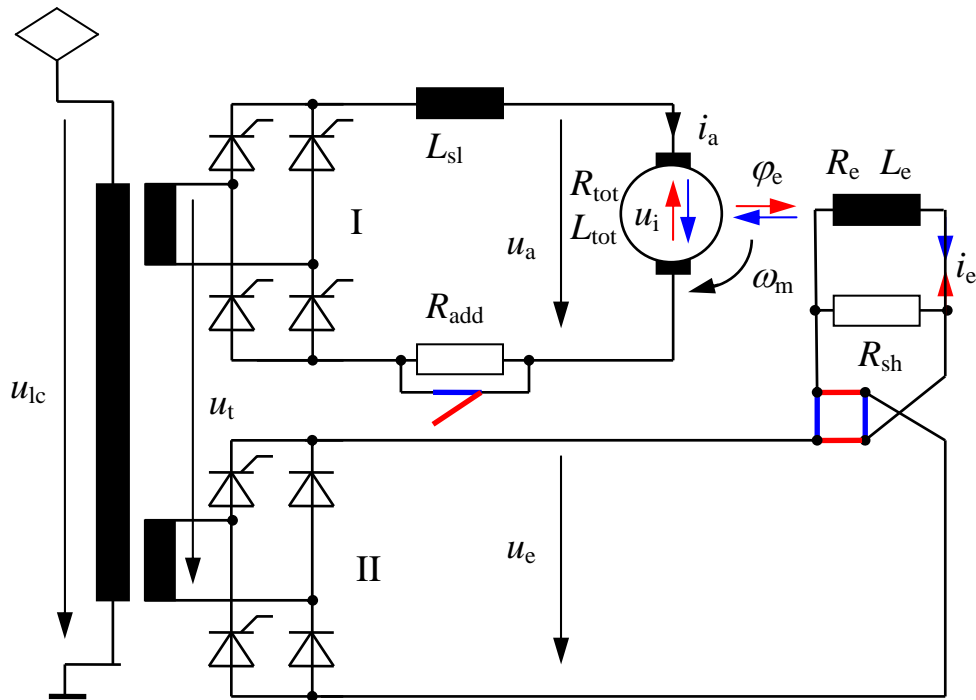 L_sl
i_a
R_tot
L_tot
u_i
φ_e
R_e L_e
I
u_a
ω_m
i_e
R_add
R_sh
u_lc
u_t
II
u_e